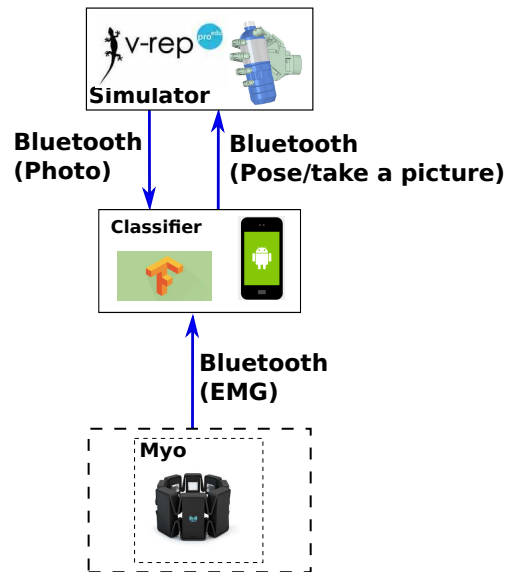 v-rep
pro edu
Simulator
Bluetooth
(Photo)
Bluetooth
(Pose/take a picture)
Classifier
Bluetooth
(EMG)
Myo